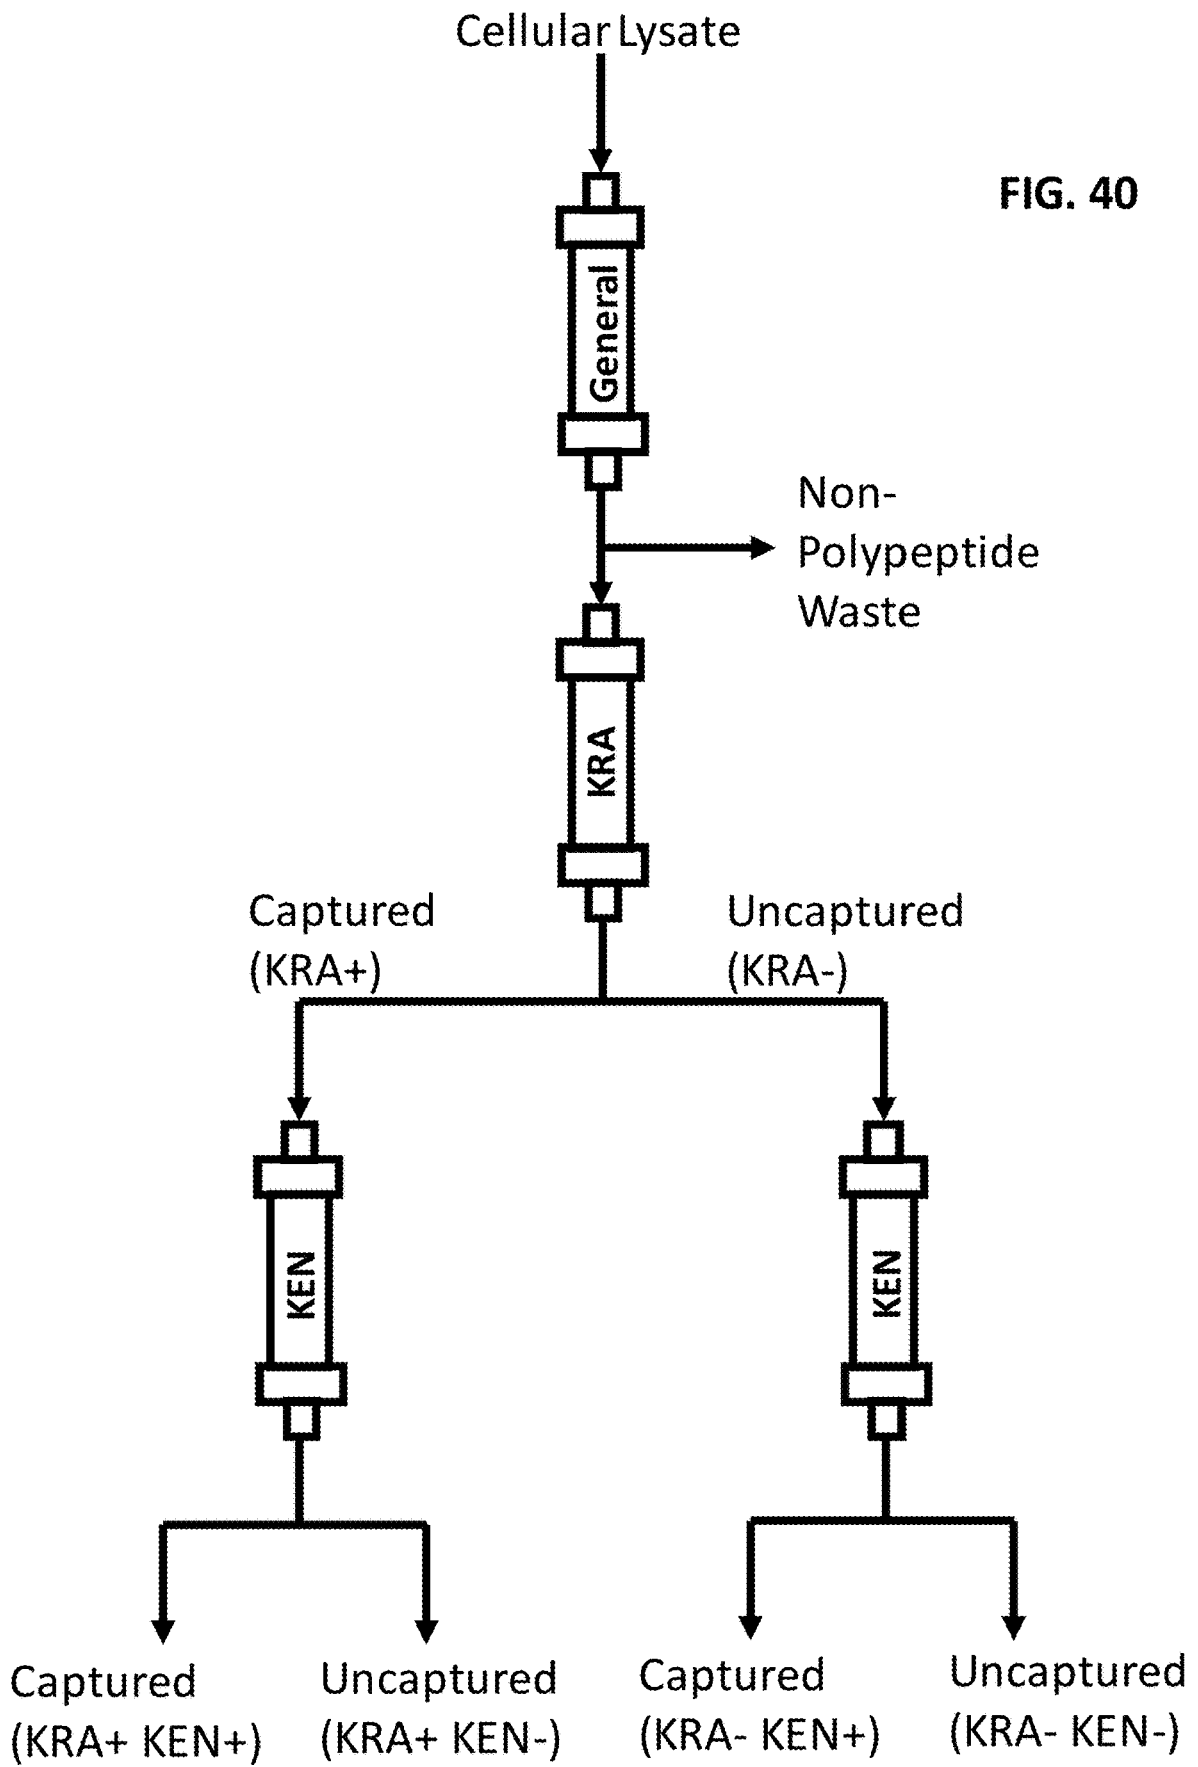 Cellular Lysate
FIG. 40
General
Non-
Polypeptide
Waste
KRA
Captured
(KRA+)
Uncaptured
(KRA-)
KEN
KEN
Captured
(KRA+ KEN+)
Uncaptured
(KRA+ KEN-)
Captured
(KRA- KEN+)
Uncaptured
(KRA- KEN-)